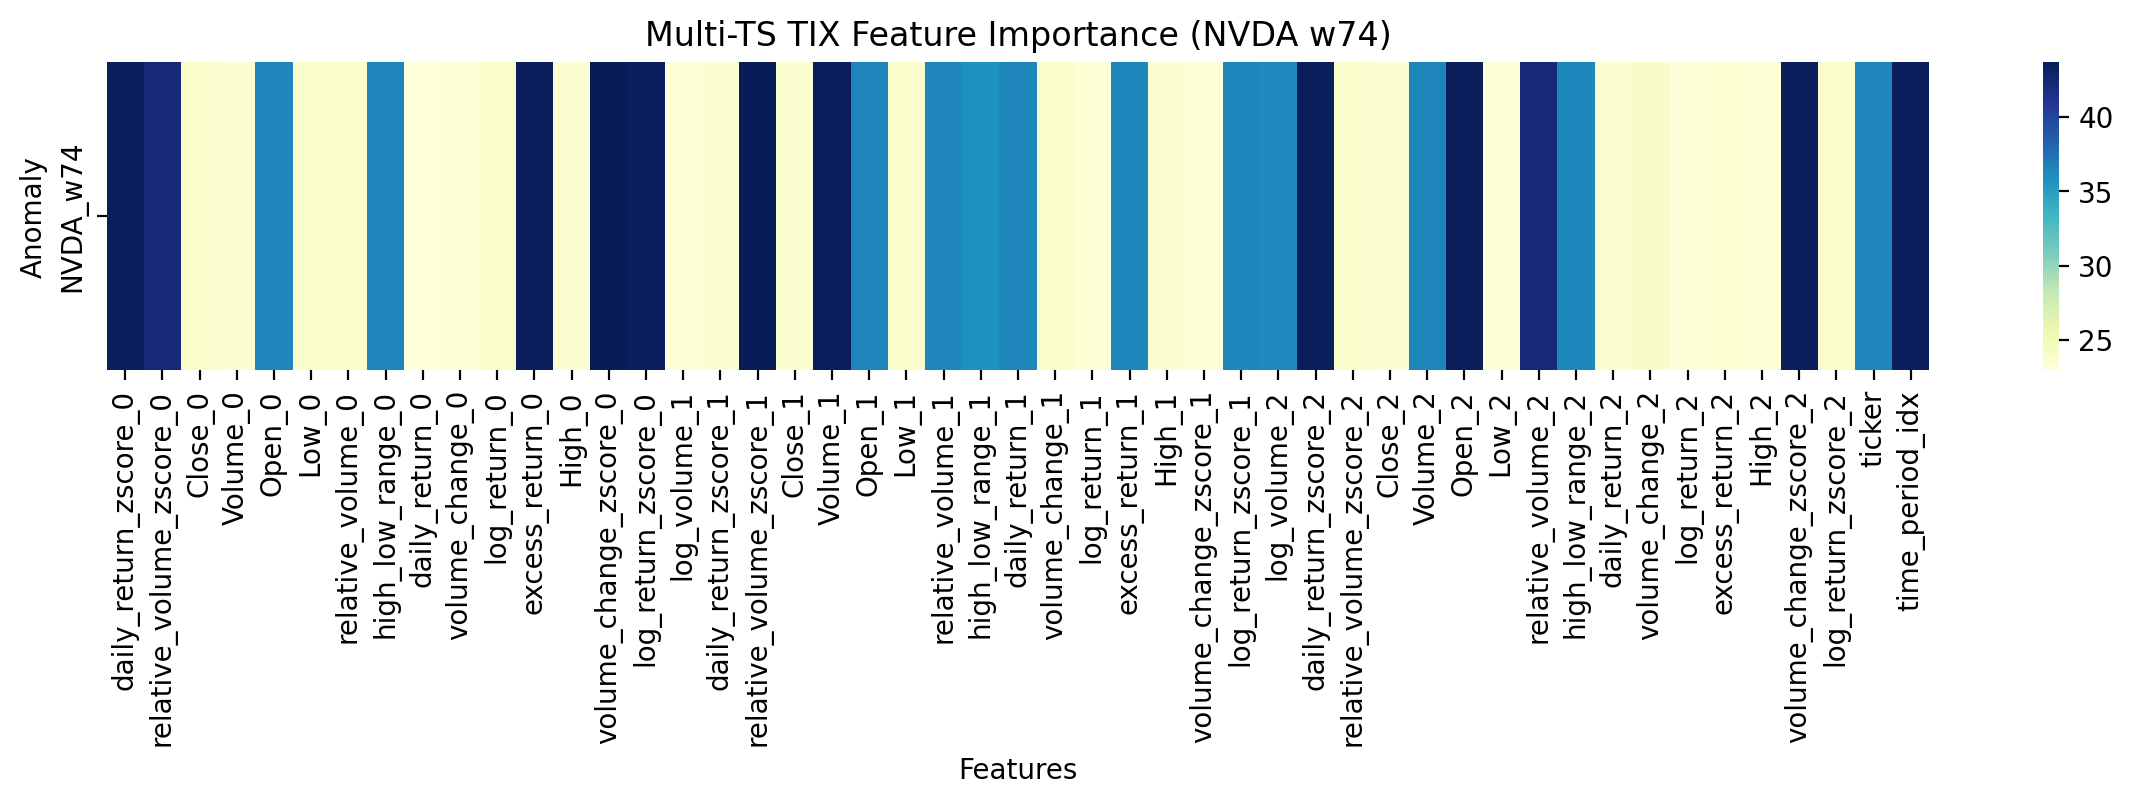 Multi-TS TIX Feature Importance (NVDA w74)
Anomaly
NVDA_w74
daily_return_zscore_0
relative_volume_zscore_0
Close_0
Volume_0
Open_0
Low_0
relative_volume_0
high_low_range_0
daily_return_0
volume_change_0
log_return_0
excess_return_0
High_0
volume_change_zscore_0
log_return_zscore_0
log_volume_1
daily_return_zscore_1
relative_volume_zscore_1
Close_1
Volume_1
Open_1
Low_1
relative_volume_1
high_low_range_1
daily_return_1
volume_change_1
log_return_1
excess_return_1
High_1
volume_change_zscore_1
log_return_zscore_1
log_volume_2
daily_return_zscore_2
relative_volume_zscore_2
Close_2
Volume_2
Open_2
Low_2
relative_volume_2
high_low_range_2
daily_return_2
volume_change_2
log_return_2
excess_return_2
High_2
volume_change_zscore_2
log_return_zscore_2
ticker
time_period_idx
Features
40
35
30
25